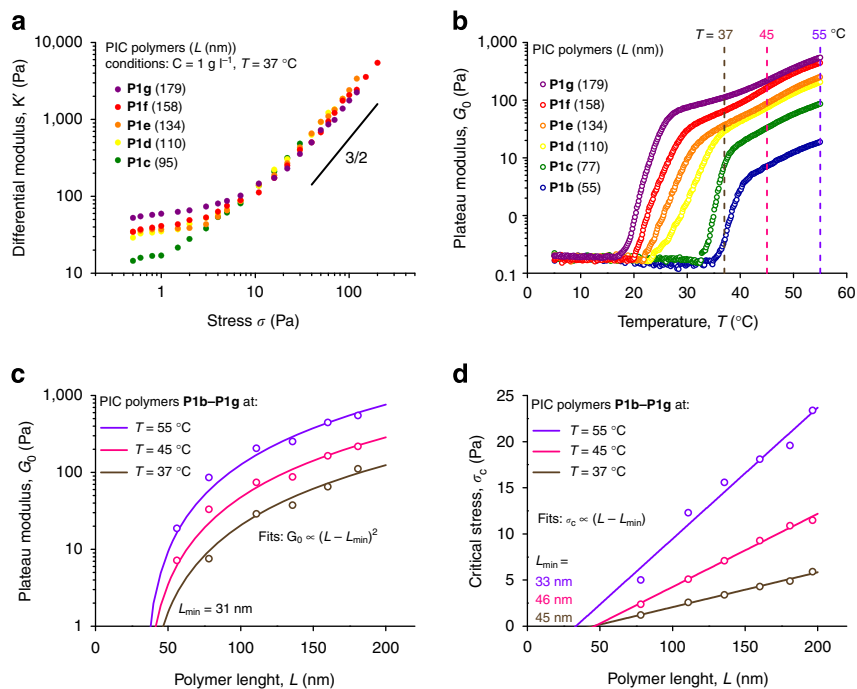 a
10,000
1,000
100
10
Differential modulus, K′ (Pa)
PIC polymers (L (nm))
conditions: C = 1 g l⁻¹, T = 37 °C
P1g (179)
P1f (158)
P1e (134)
P1d (110)
P1c (95)
3/2
1
10
100
Stress σ (Pa)
b
T = 37
45
55 °C
1,000
100
10
0
0.1
Plateau modulus, G₀ (Pa)
PIC polymers (L (nm))
P1g (179)
P1f (158)
P1e (134)
P1d (110)
P1c (77)
P1b (55)
0
10
20
30
40
50
60
Temperature, T (°C)
c
1,000
100
10
1
Plateau modulus, G₀ (Pa)
PIC polymers P1b–P1g at:
T = 55 °C
T = 45 °C
T = 37 °C
Fits: G₀ ∝ (L – Lmin)²
Lmin = 31 nm
0
50
100
150
200
Polymer lenght, L (nm)
d
25
20
15
10
5
0
Critical stress, σc (Pa)
PIC polymers P1b–P1g at:
T = 55 °C
T = 45 °C
T = 37 °C
Fits: σc ∝ (L – Lmin)
Lmin =
33 nm
46 nm
45 nm
0
50
100
150
200
Polymer lenght, L (nm)